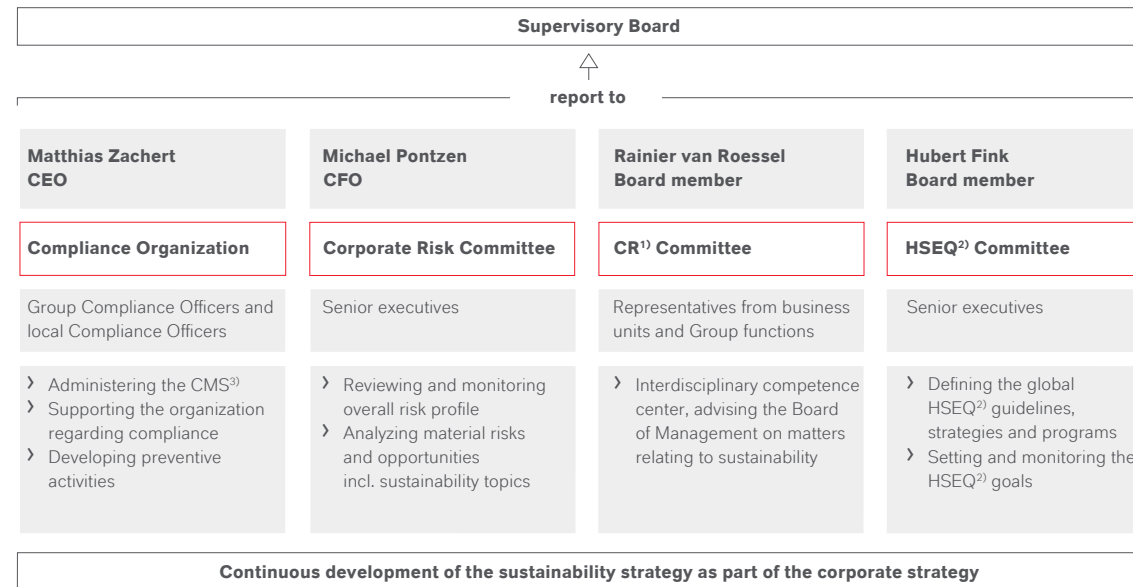 Supervisory Board
report to
Matthias Zachert
CEO
Michael Pontzen
CFO
Rainier van Roessel
Board member
Hubert Fink
Board member
Compliance Organization
Corporate Risk Committee
CR1) Committee
HSEQ2) Committee
Group Compliance Officers and
local Compliance Officers
Senior executives
Representatives from business
units and Group functions
Senior executives
› Administering the CMS3)
› Supporting the organization
regarding compliance
› Developing preventive
activities
› Reviewing and monitoring
overall risk profile
› Analyzing material risks
and opportunities
incl. sustainability topics
› Interdisciplinary competence
center, advising the Board
of Management on matters
relating to sustainability
› Defining the global
HSEQ2) guidelines,
strategies and programs
› Setting and monitoring the
HSEQ2) goals
Continuous development of the sustainability strategy as part of the corporate strategy